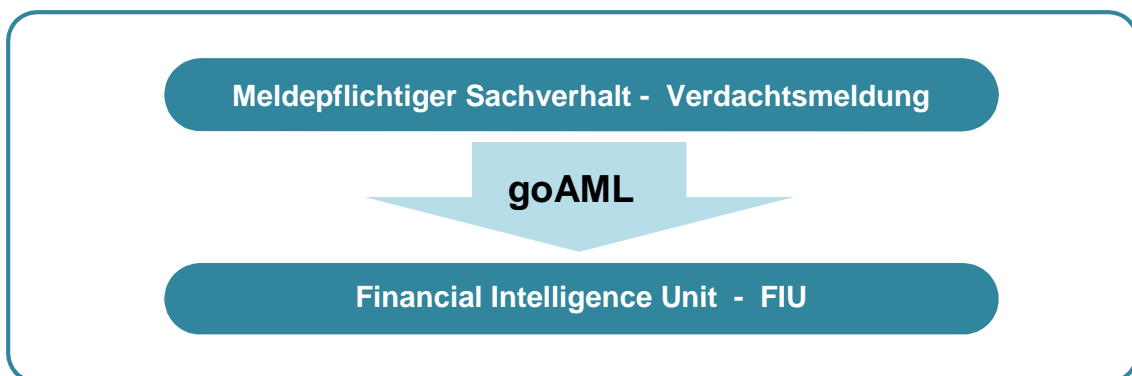 Meldepflichtiger Sachverhalt - Verdachtsmeldung
goAML
Financial Intelligence Unit - FIU